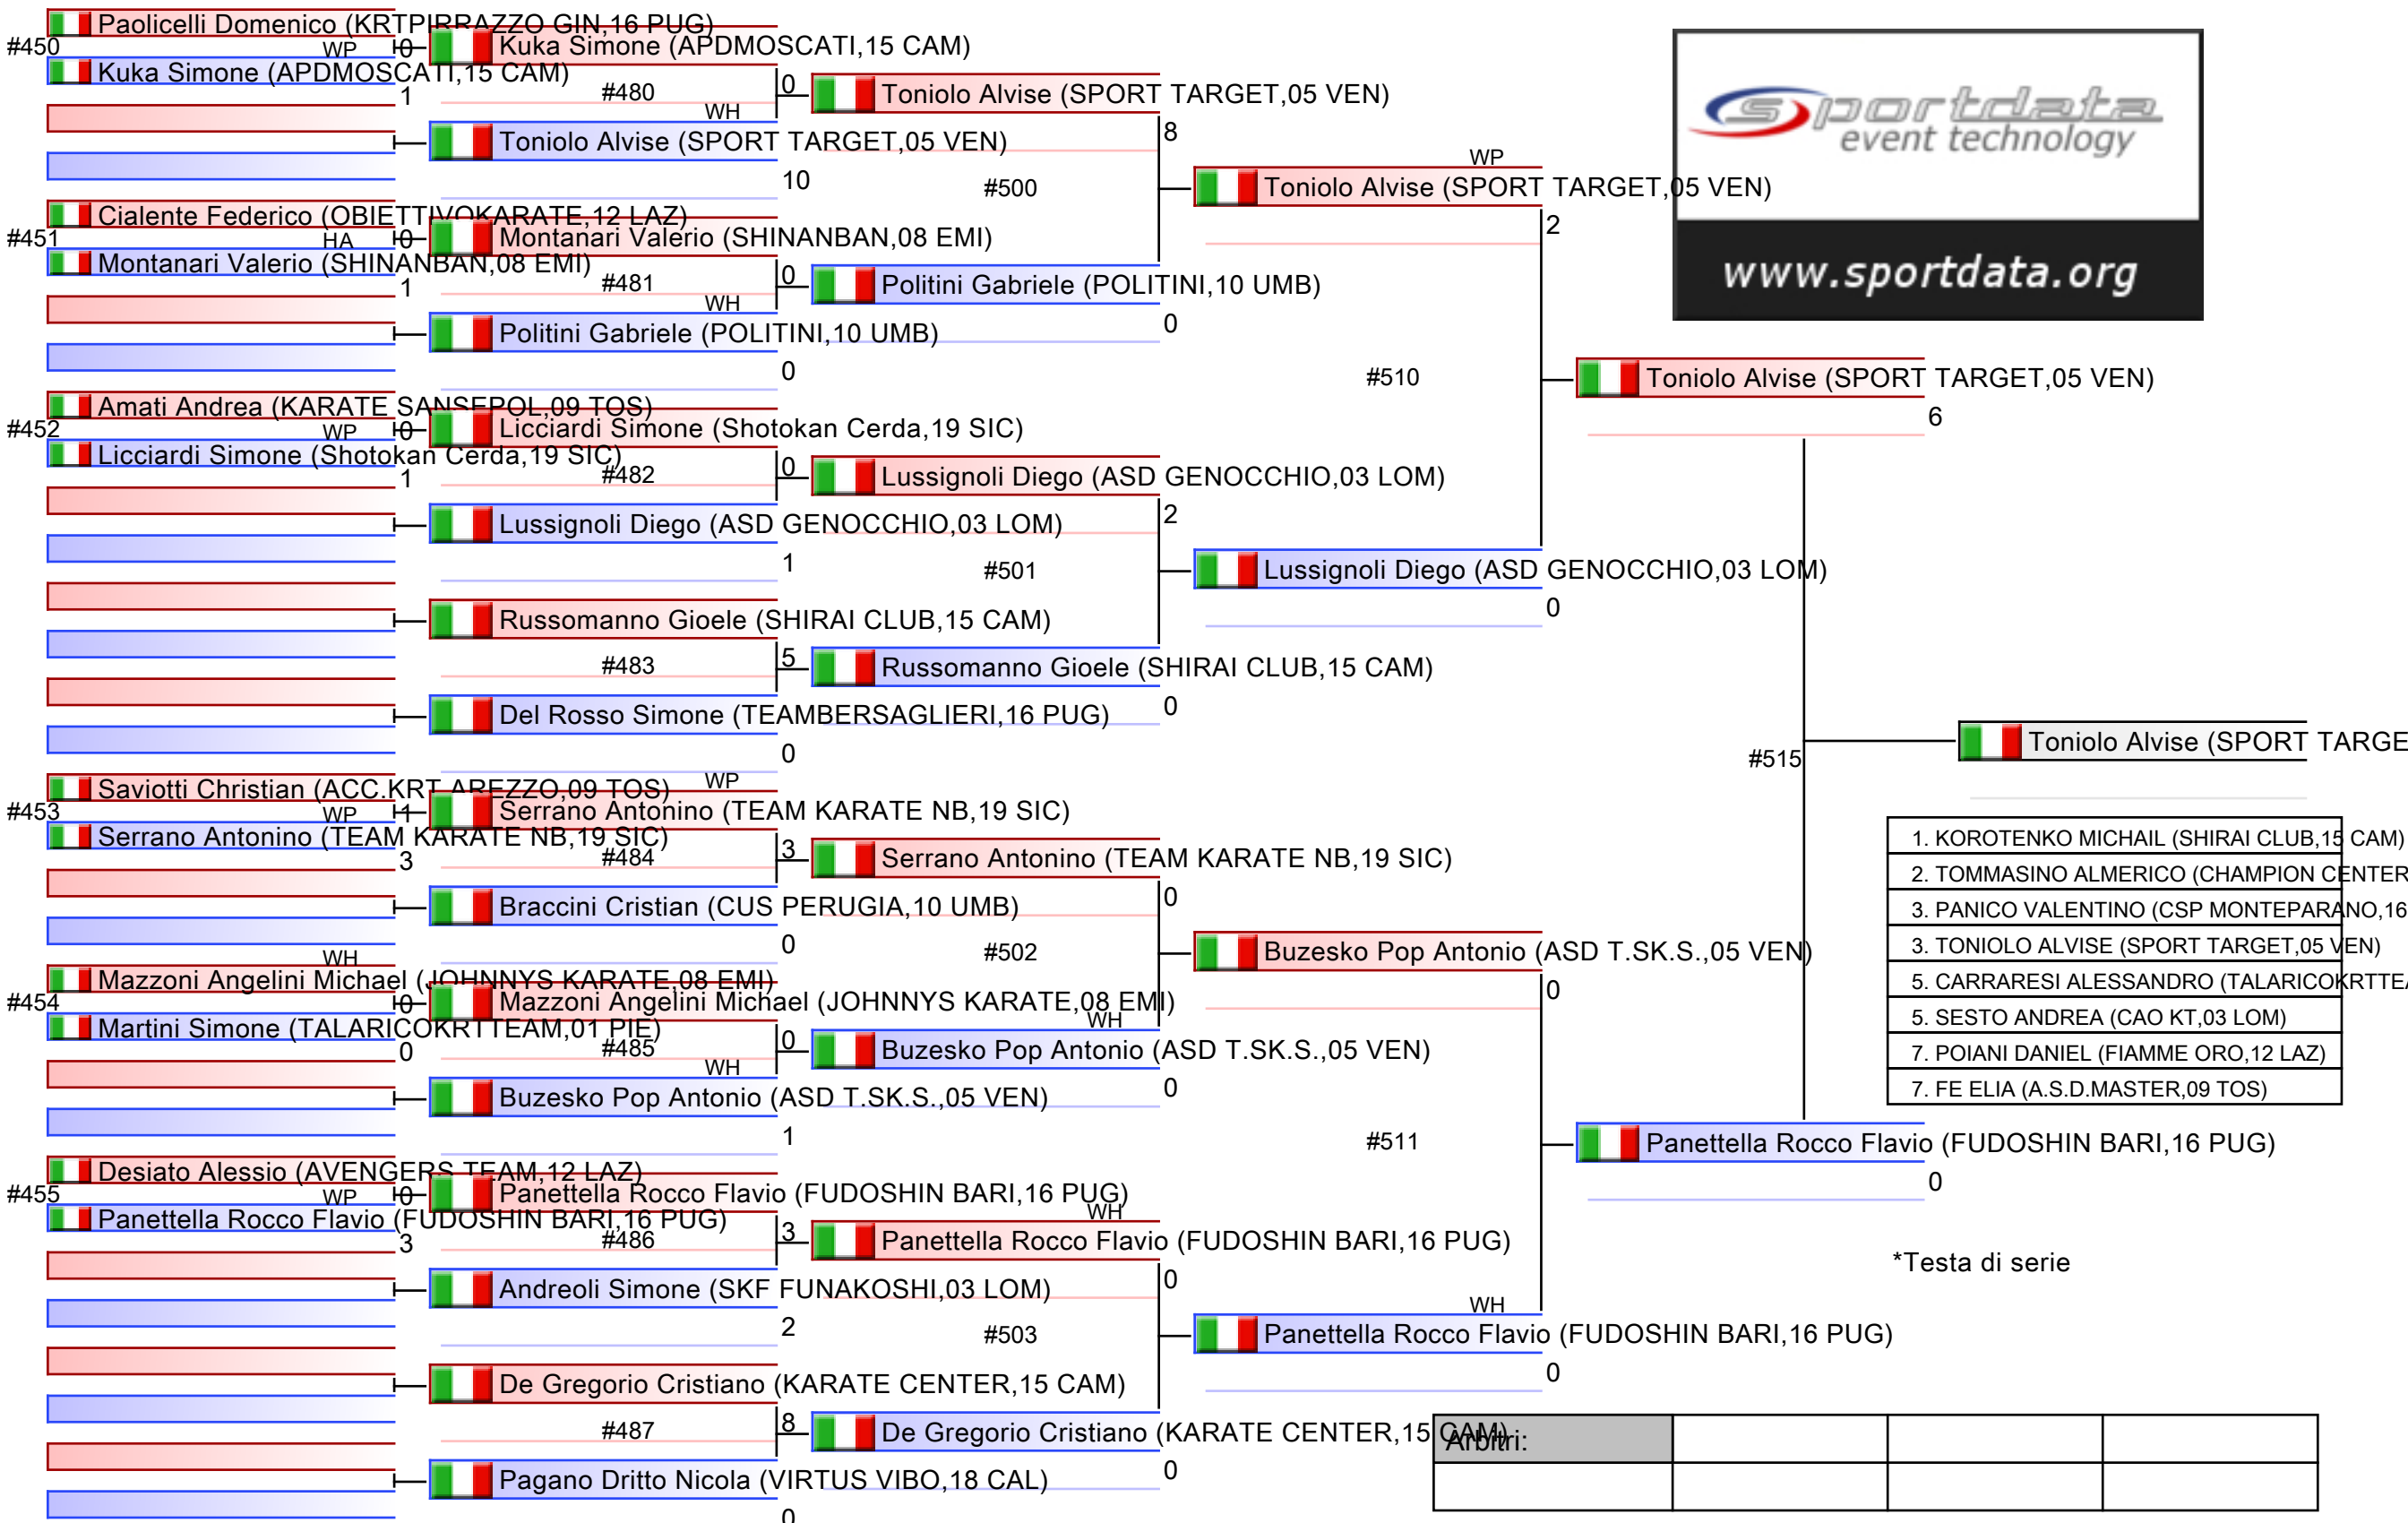 Paolicelli Domenico (KRTPIRRAZZO GIN,16 PUG)
#450
WP
0
Kuka Simone (APDMOSCATI,15 CAM)
1
Kuka Simone (APDMOSCATI,15 CAM)
0
#480
WH
Toniolo Alvise (SPORT TARGET,05 VEN)
10
Cialente Federico (OBIETTIVOKARATE,12 LAZ)
#451
HA
0
Montanari Valerio (SHINANBAN,08 EMI)
1
Montanari Valerio (SHINANBAN,08 EMI)
0
#481
WH
Politini Gabriele (POLITINI,10 UMB)
0
Amati Andrea (KARATE SANSEPOL,09 TOS)
#452
WP
0
Licciardi Simone (Shotokan Cerda,19 SIC)
1
Licciardi Simone (Shotokan Cerda,19 SIC)
0
#482
Lussignoli Diego (ASD GENOCCHIO,03 LOM)
1
Russomanno Gioele (SHIRAI CLUB,15 CAM)
5
#483
Del Rosso Simone (TEAMBERSAGLIERI,16 PUG)
0
Saviotti Christian (ACC.KRT AREZZO,09 TOS)
#453
WP
1
Serrano Antonino (TEAM KARATE NB,19 SIC)
3
WP
Serrano Antonino (TEAM KARATE NB,19 SIC)
3
#484
Braccini Cristian (CUS PERUGIA,10 UMB)
0
WH
Mazzoni Angelini Michael (JOHNNYS KARATE,08 EMI)
#454
0
Martini Simone (TALARICOKRTTEAM,01 PIE)
0
Mazzoni Angelini Michael (JOHNNYS KARATE,08 EMI)
0
#485
WH
Buzesko Pop Antonio (ASD T.SK.S.,05 VEN)
1
Desiato Alessio (AVENGERS TEAM,12 LAZ)
#455
WP
0
Panettella Rocco Flavio (FUDOSHIN BARI,16 PUG)
3
Panettella Rocco Flavio (FUDOSHIN BARI,16 PUG)
3
#486
Andreoli Simone (SKF FUNAKOSHI,03 LOM)
2
De Gregorio Cristiano (KARATE CENTER,15 CAM)
8
#487
Pagano Dritto Nicola (VIRTUS VIBO,18 CAL)
0
Toniolo Alvise (SPORT TARGET,05 VEN)
8
#500
Politini Gabriele (POLITINI,10 UMB)
0
Lussignoli Diego (ASD GENOCCHIO,03 LOM)
2
#501
Russomanno Gioele (SHIRAI CLUB,15 CAM)
0
Serrano Antonino (TEAM KARATE NB,19 SIC)
0
#502
WH
Buzesko Pop Antonio (ASD T.SK.S.,05 VEN)
0
WH
Panettella Rocco Flavio (FUDOSHIN BARI,16 PUG)
0
#503
De Gregorio Cristiano (KARATE CENTER,15 CAM)
0
WP
Toniolo Alvise (SPORT TARGET,05 VEN)
2
#510
Lussignoli Diego (ASD GENOCCHIO,03 LOM)
0
Buzesko Pop Antonio (ASD T.SK.S.,05 VEN)
0
#511
WH
Panettella Rocco Flavio (FUDOSHIN BARI,16 PUG)
0
Toniolo Alvise (SPORT TARGET,05 VEN)
6
#515
Panettella Rocco Flavio (FUDOSHIN BARI,16 PUG)
0
Toniolo Alvise (SPORT TARGE
sportdata
event technology
www.sportdata.org
1. KOROTENKO MICHAIL (SHIRAI CLUB,15 CAM)
2. TOMMASINO ALMERICO (CHAMPION CENTER
3. PANICO VALENTINO (CSP MONTEPARANO,16
3. TONIOLO ALVISE (SPORT TARGET,05 VEN)
5. CARRARESI ALESSANDRO (TALARICOKRTTEA
5. SESTO ANDREA (CAO KT,03 LOM)
7. POIANI DANIEL (FIAMME ORO,12 LAZ)
7. FE ELIA (A.S.D.MASTER,09 TOS)
*Testa di serie
Arbitri: